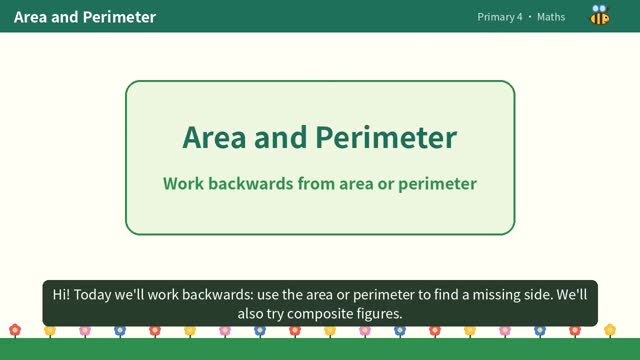 Area and Perimeter
Primary 4 • Maths
Area and Perimeter
Work backwards from area or perimeter
Hi! Today we'll work backwards: use the area or perimeter to find a missing side. We'll
also try composite figures.